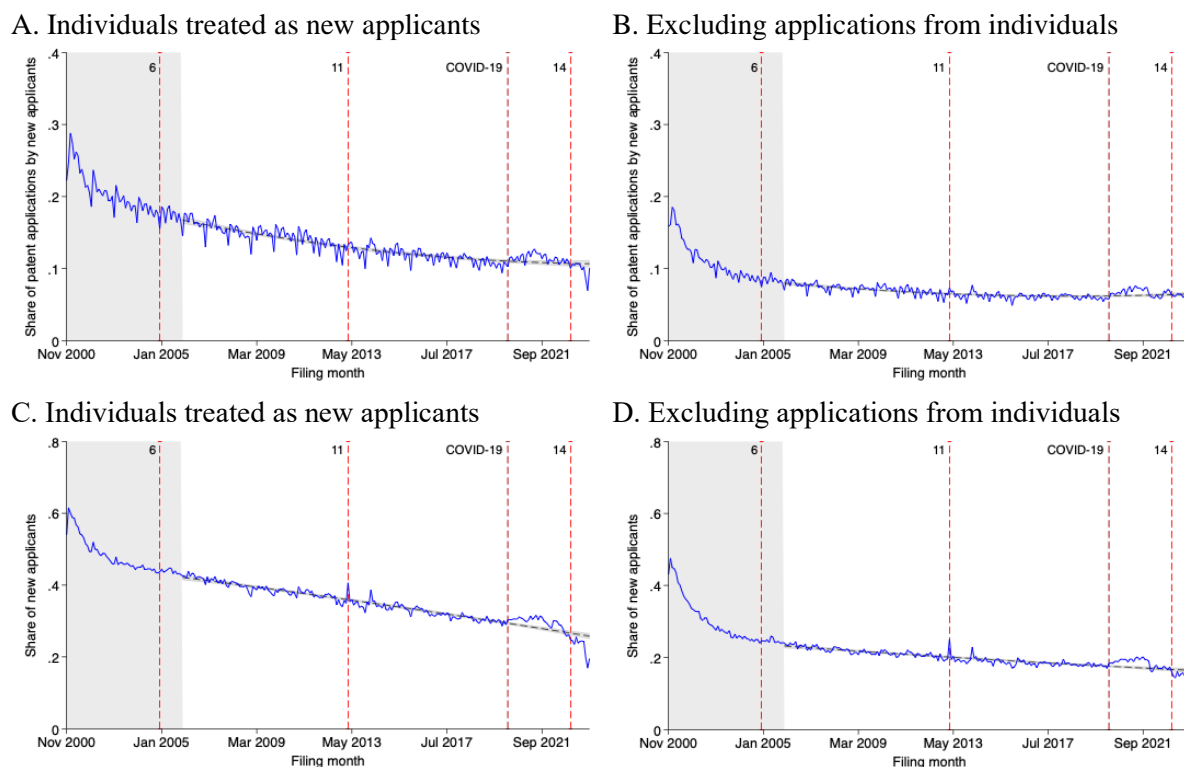 A. Individuals treated as new applicants
.4
.3
.2
.1
0
Share of patent applications by new applicants
6
11
COVID-19
14
Nov 2000
Jan 2005
Mar 2009
May 2013
Jul 2017
Sep 2021
Filing month
B. Excluding applications from individuals
.4
.3
.2
.1
0
Share of patent applications by new applicants
6
11
COVID-19
14
Nov 2000
Jan 2005
Mar 2009
May 2013
Jul 2017
Sep 2021
Filing month
C. Individuals treated as new applicants
.8
.6
.4
.2
0
Share of new applicants
6
11
COVID-19
14
Nov 2000
Jan 2005
Mar 2009
May 2013
Jul 2017
Sep 2021
Filing month
D. Excluding applications from individuals
.8
.6
.4
.2
0
Share of new applicants
6
11
COVID-19
14
Nov 2000
Jan 2005
Mar 2009
May 2013
Jul 2017
Sep 2021
Filing month